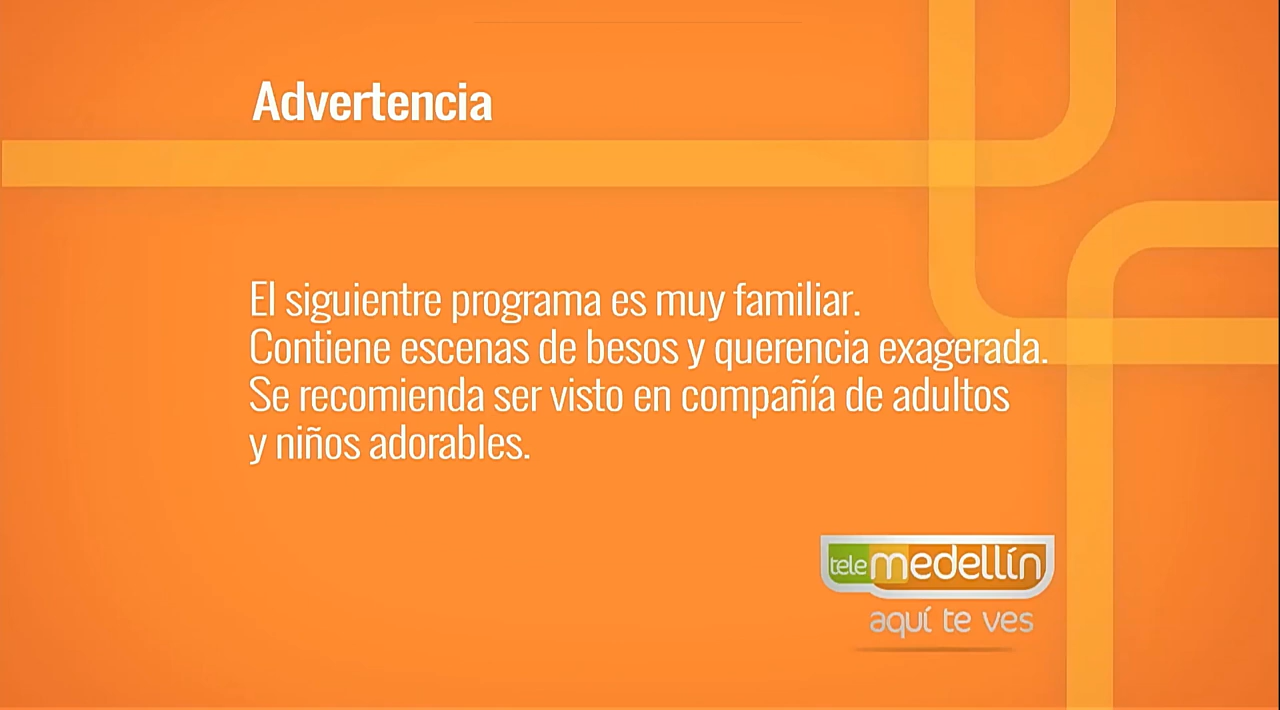 Advertencia
El siguientre programa es muy familiar.
Contiene escenas de besos y querencia exagerada.
Se recomienda ser visto en compañía de adultos
y niños adorables.
tele medellín
aquí te ves